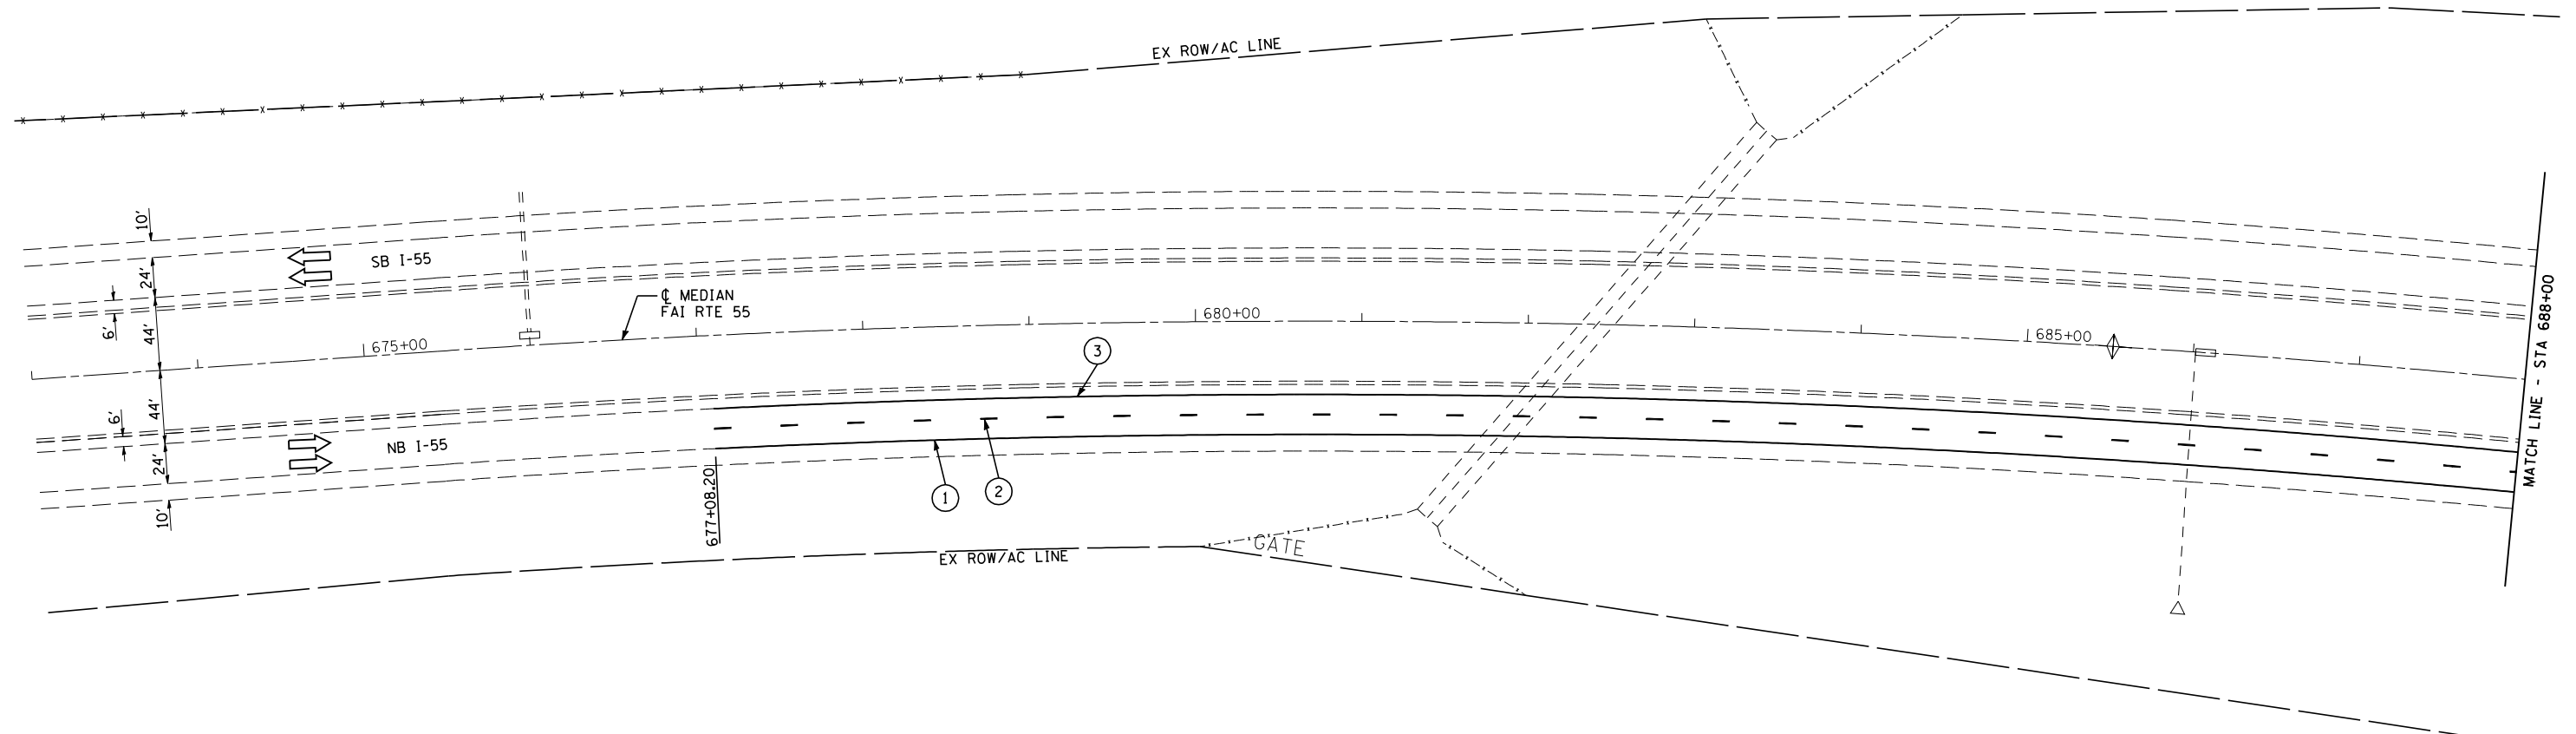 EX ROW/AC LINE
10'
SB I-55
24'
6'
44'
℄ MEDIAN
FAI RTE 55
675+00
680+00
685+00
MATCH LINE - STA 688+00
3
44'
6'
NB I-55
24'
10'
1
2
677+08.20
EX ROW/AC LINE
GATE